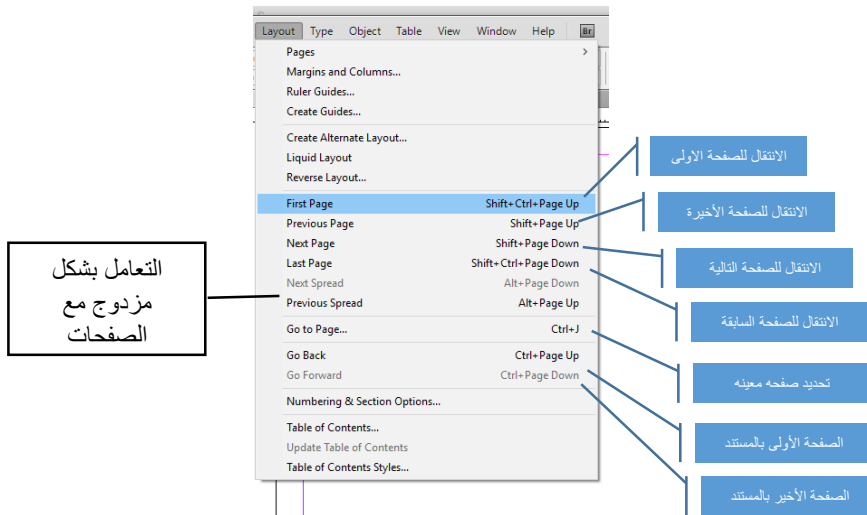 Layout Type Object Table View Window Help Br
Pages >
Margins and Columns...
Ruler Guides...
Create Guides...
Create Alternate Layout...
Liquid Layout
Reverse Layout...
First Page Shift+Ctrl+Page Up
Previous Page Shift+Page Up
Next Page Shift+Page Down
Last Page Shift+Ctrl+Page Down
Next Spread Alt+Page Down
Previous Spread Alt+Page Up
Go to Page... Ctrl+J
Go Back Ctrl+Page Up
Go Forward Ctrl+Page Down
Numbering & Section Options...
Table of Contents...
Update Table of Contents
Table of Contents Styles...
الانتقال للصفحة الاولى
الانتقال للصفحة الأخيرة
الانتقال للصفحة التالية
الانتقال للصفحة السابقة
تحديد صفحه معينه
الصفحة الأولى بالمستند
الصفحة الأخير بالمستند
التعامل بشكل
مزدوج مع
الصفحات